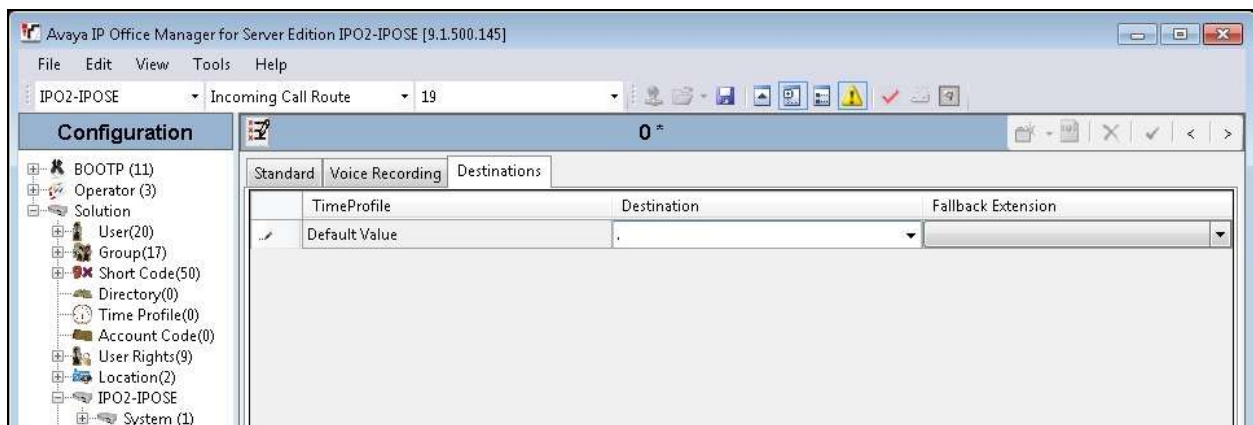 Avaya IP Office Manager for Server Edition IPO2-IPOSE [9.1.500.145]
File Edit View Tools Help
IPO2-IPOSE Incoming Call Route 19
Configuration 0 *
BOOTP (11)
Operator (3)
Solution
User(20)
Group(17)
Short Code(50)
Directory(0)
Time Profile(0)
Account Code(0)
User Rights(9)
Location(2)
IPO2-IPOSE
System (1)
Standard Voice Recording Destinations
TimeProfile Destination Fallback Extension
Default Value .